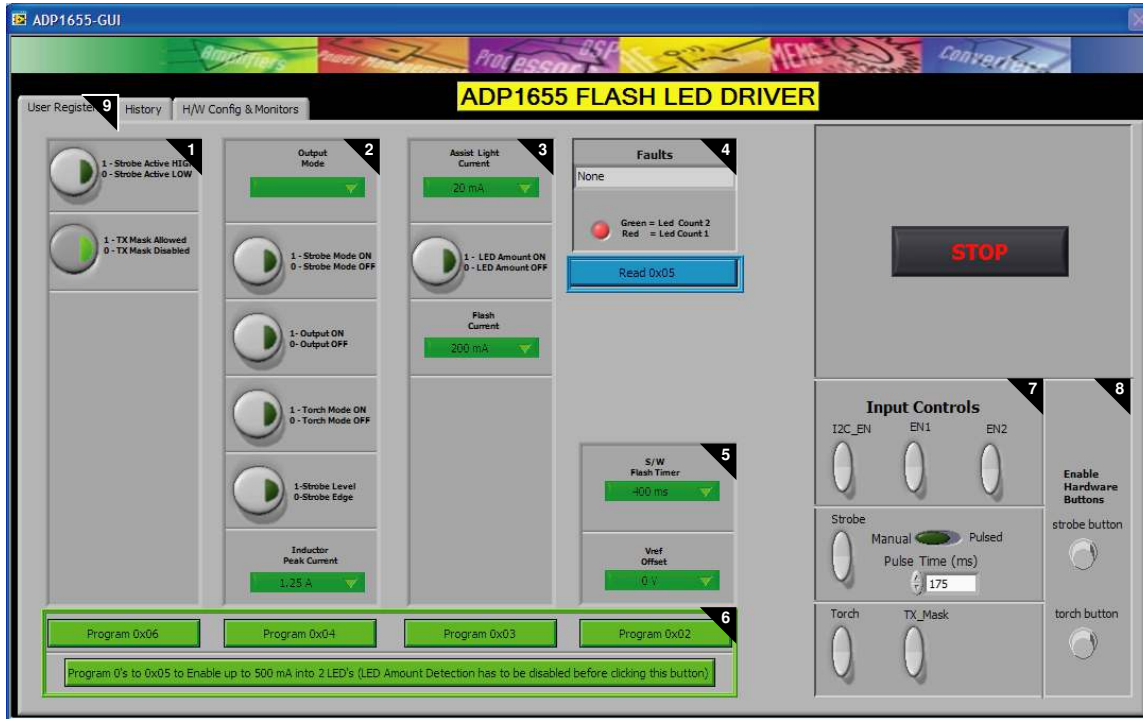 ADP1655-GUI
Amplifiers Power Processors DSP MEMS Converters
ADP1655 FLASH LED DRIVER
9
History
H/W Config & Monitors
1
1 - Strobe Active HIGH
0 - Strobe Active LOW
1 - TX Mask Allowed
0 - TX Mask Disabled
2
Output
Mode
1 - Strobe Mode ON
0 - Strobe Mode OFF
1- Output ON
0- Output OFF
1 - Torch Mode ON
0 - Torch Mode OFF
1-Strobe Level
0-Strobe Edge
Inductor
Peak Current
1.25 A
3
Assist Light
Current
20 mA
1 - LED Amount ON
0 - LED Amount OFF
Flash
Current
200 mA
4
Faults
None
Green = Led Count 2
Red = Led Count 1
Read 0x05
5
S/W
Flash Timer
400 ms
Vref
Offset
0 V
6
Program 0x06
Program 0x04
Program 0x03
Program 0x02
Program 0's to 0x05 to Enable up to 500 mA into 2 LED's (LED Amount Detection has to be disabled before clicking this button)
STOP
7
Input Controls
I2C_EN
EN1
EN2
Strobe
Manual
Pulsed
Pulse Time (ms)
175
Torch
TX_Mask
8
Enable
Hardware
Buttons
strobe button
torch button